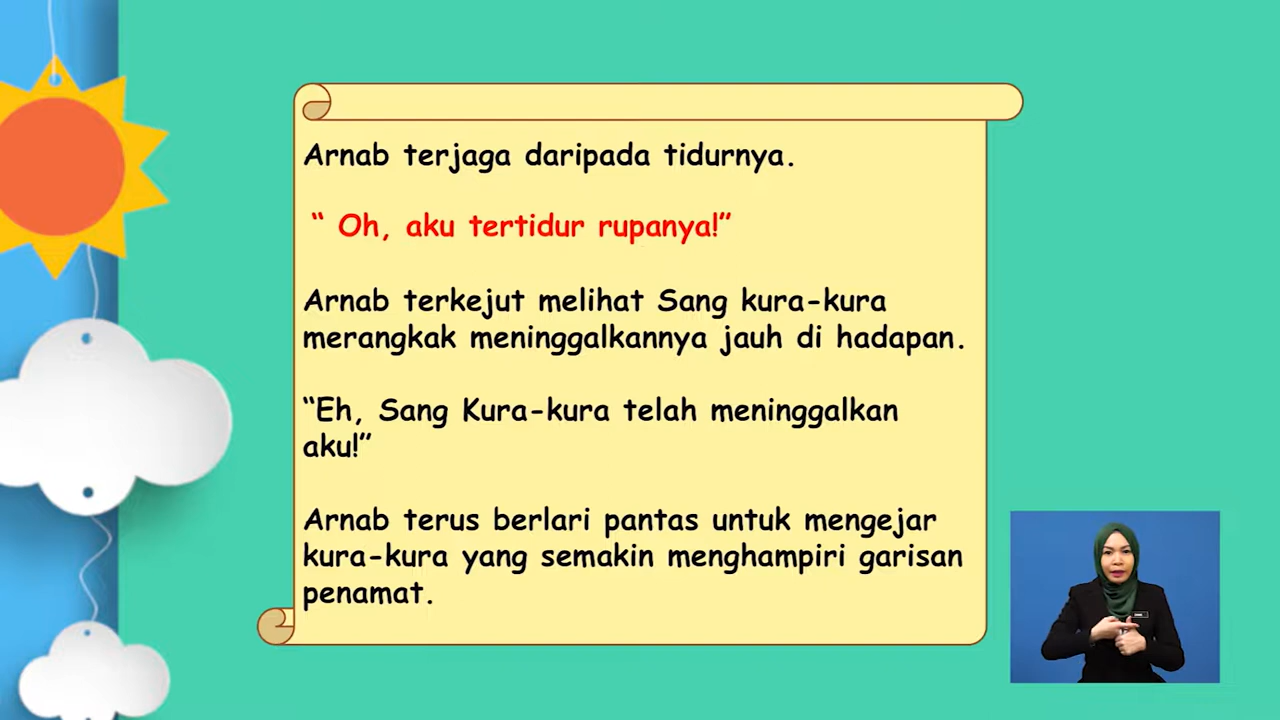 Arnab terjaga daripada tidurnya.
“ Oh, aku tertidur rupanya!”
Arnab terkejut melihat Sang kura-kura
merangkak meninggalkannya jauh di hadapan.
“Eh, Sang Kura-kura telah meninggalkan
aku!”
Arnab terus berlari pantas untuk mengejar
kura-kura yang semakin menghampiri garisan
penamat.